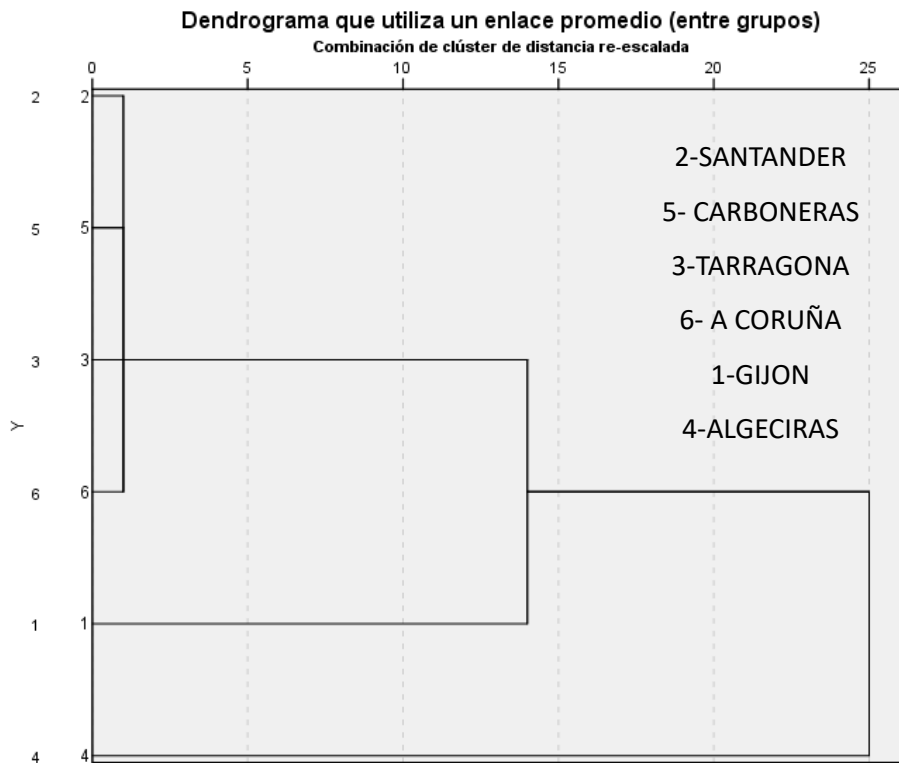 Dendrograma que utiliza un enlace promedio (entre grupos)
Combinación de clúster de distancia re-escalada
0 5 10 15 20 25
2 2
5 5
3 3
Y
6 6
1 1
4 4
2-SANTANDER
5- CARBONERAS
3-TARRAGONA
6- A CORUÑA
1-GIJON
4-ALGECIRAS